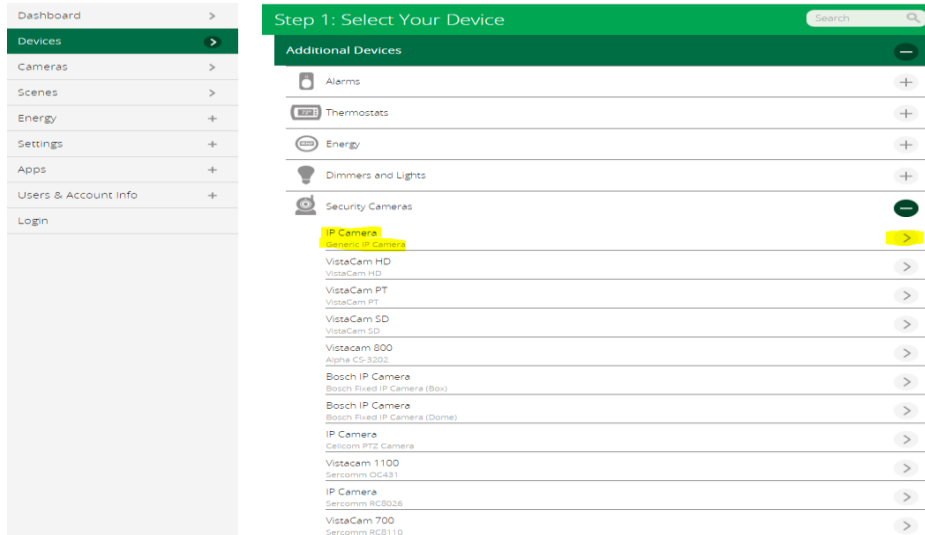 Dashboard
Devices
Cameras
Scenes
Energy
Settings
Apps
Users & Account Info
Login
Step 1: Select Your Device
Search
Additional Devices
Alarms
Thermostats
Energy
Dimmers and Lights
Security Cameras
IP Camera
Generic IP Camera
VistaCam HD
VistaCam HD
VistaCam PT
VistaCam PT
VistaCam SD
VistaCam SD
Vistacam 800
Alpha CS-3202
Bosch IP Camera
Bosch Fixed IP Camera (Box)
Bosch IP Camera
Bosch Fixed IP Camera (Dome)
IP Camera
Cellcom PTZ Camera
Vistacam 1100
Sercomm OC431
IP Camera
Sercomm RC8026
VistaCam 700
Sercomm RC8110